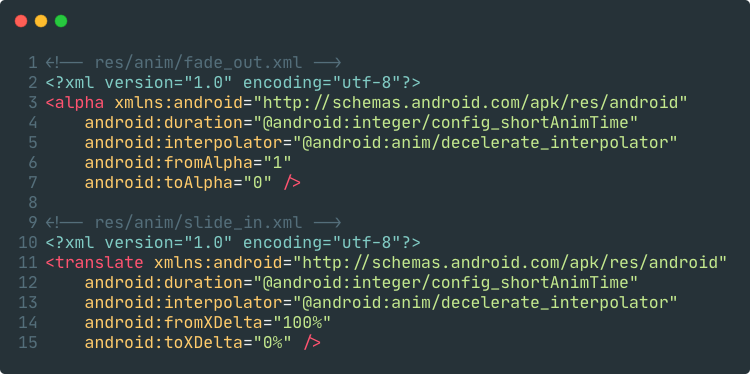 1 <!-- res/anim/fade_out.xml -->
2 <?xml version="1.0" encoding="utf-8"?>
3 <alpha xmlns:android="http://schemas.android.com/apk/res/android"
4     android:duration="@android:integer/config_shortAnimTime"
5     android:interpolator="@android:anim/decelerate_interpolator"
6     android:fromAlpha="1"
7     android:toAlpha="0" />
8
9 <!-- res/anim/slide_in.xml -->
10 <?xml version="1.0" encoding="utf-8"?>
11 <translate xmlns:android="http://schemas.android.com/apk/res/android"
12     android:duration="@android:integer/config_shortAnimTime"
13     android:interpolator="@android:anim/decelerate_interpolator"
14     android:fromXDelta="100%"
15     android:toXDelta="0%" />